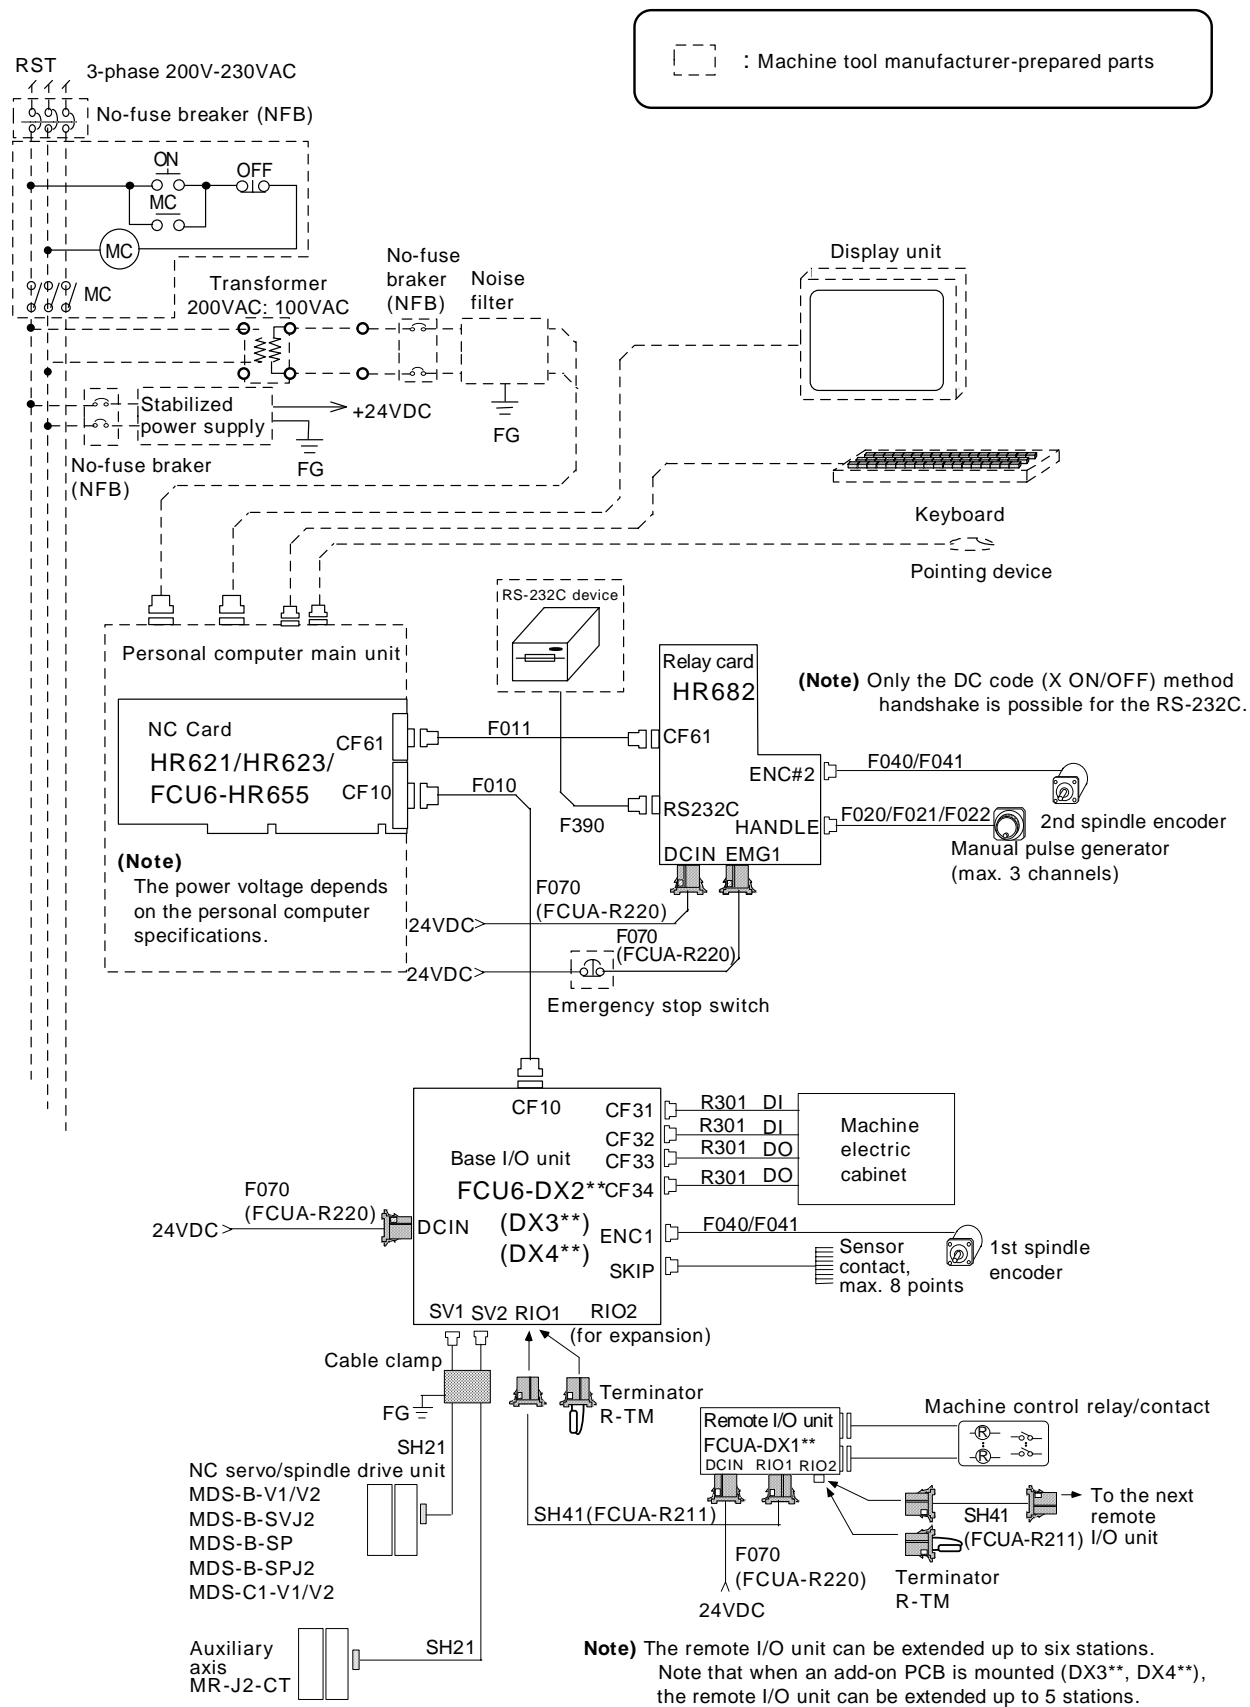 : Machine tool manufacturer-prepared parts
RST
3-phase 200V-230VAC
No-fuse breaker (NFB)
ON
OFF
MC
MC
MC
Transformer
200VAC: 100VAC
No-fuse
braker
(NFB)
Noise
filter
Display unit
Stabilized
power supply
+24VDC
FG
FG
No-fuse braker
(NFB)
Keyboard
Pointing device
RS-232C device
Personal computer main unit
Relay card
HR682
(Note) Only the DC code (X ON/OFF) method
handshake is possible for the RS-232C.
NC Card
HR621/HR623/
FCU6-HR655
CF61
CF10
F011
F010
CF61
ENC#2
F040/F041
RS232C
F390
HANDLE
F020/F021/F022
2nd spindle encoder
Manual pulse generator
(max. 3 channels)
DCIN EMG1
(Note)
The power voltage depends
on the personal computer
specifications.
F070
(FCUA-R220)
24VDC
F070
(FCUA-R220)
24VDC
Emergency stop switch
CF10
CF31
R301 DI
CF32
R301 DI
CF33
R301 DO
CF34
R301 DO
Machine
electric
cabinet
Base I/O unit
FCU6-DX2**
(DX3**)
(DX4**)
F070
(FCUA-R220)
24VDC
DCIN
ENC1
F040/F041
1st spindle
encoder
SKIP
Sensor
contact,
max. 8 points
SV1 SV2 RIO1 RIO2
(for expansion)
Cable clamp
FG
Terminator
R-TM
SH21
Remote I/O unit
FCUA-DX1**
DCIN RIO1 RIO2
Machine control relay/contact
R
R
NC servo/spindle drive unit
MDS-B-V1/V2
MDS-B-SVJ2
MDS-B-SP
MDS-B-SPJ2
MDS-C1-V1/V2
SH41(FCUA-R211)
SH41
(FCUA-R211)
To the next
remote
I/O unit
F070
(FCUA-R220)
24VDC
Terminator
R-TM
Auxiliary
axis
MR-J2-CT
SH21
Note) The remote I/O unit can be extended up to six stations.
Note that when an add-on PCB is mounted (DX3**, DX4**),
the remote I/O unit can be extended up to 5 stations.